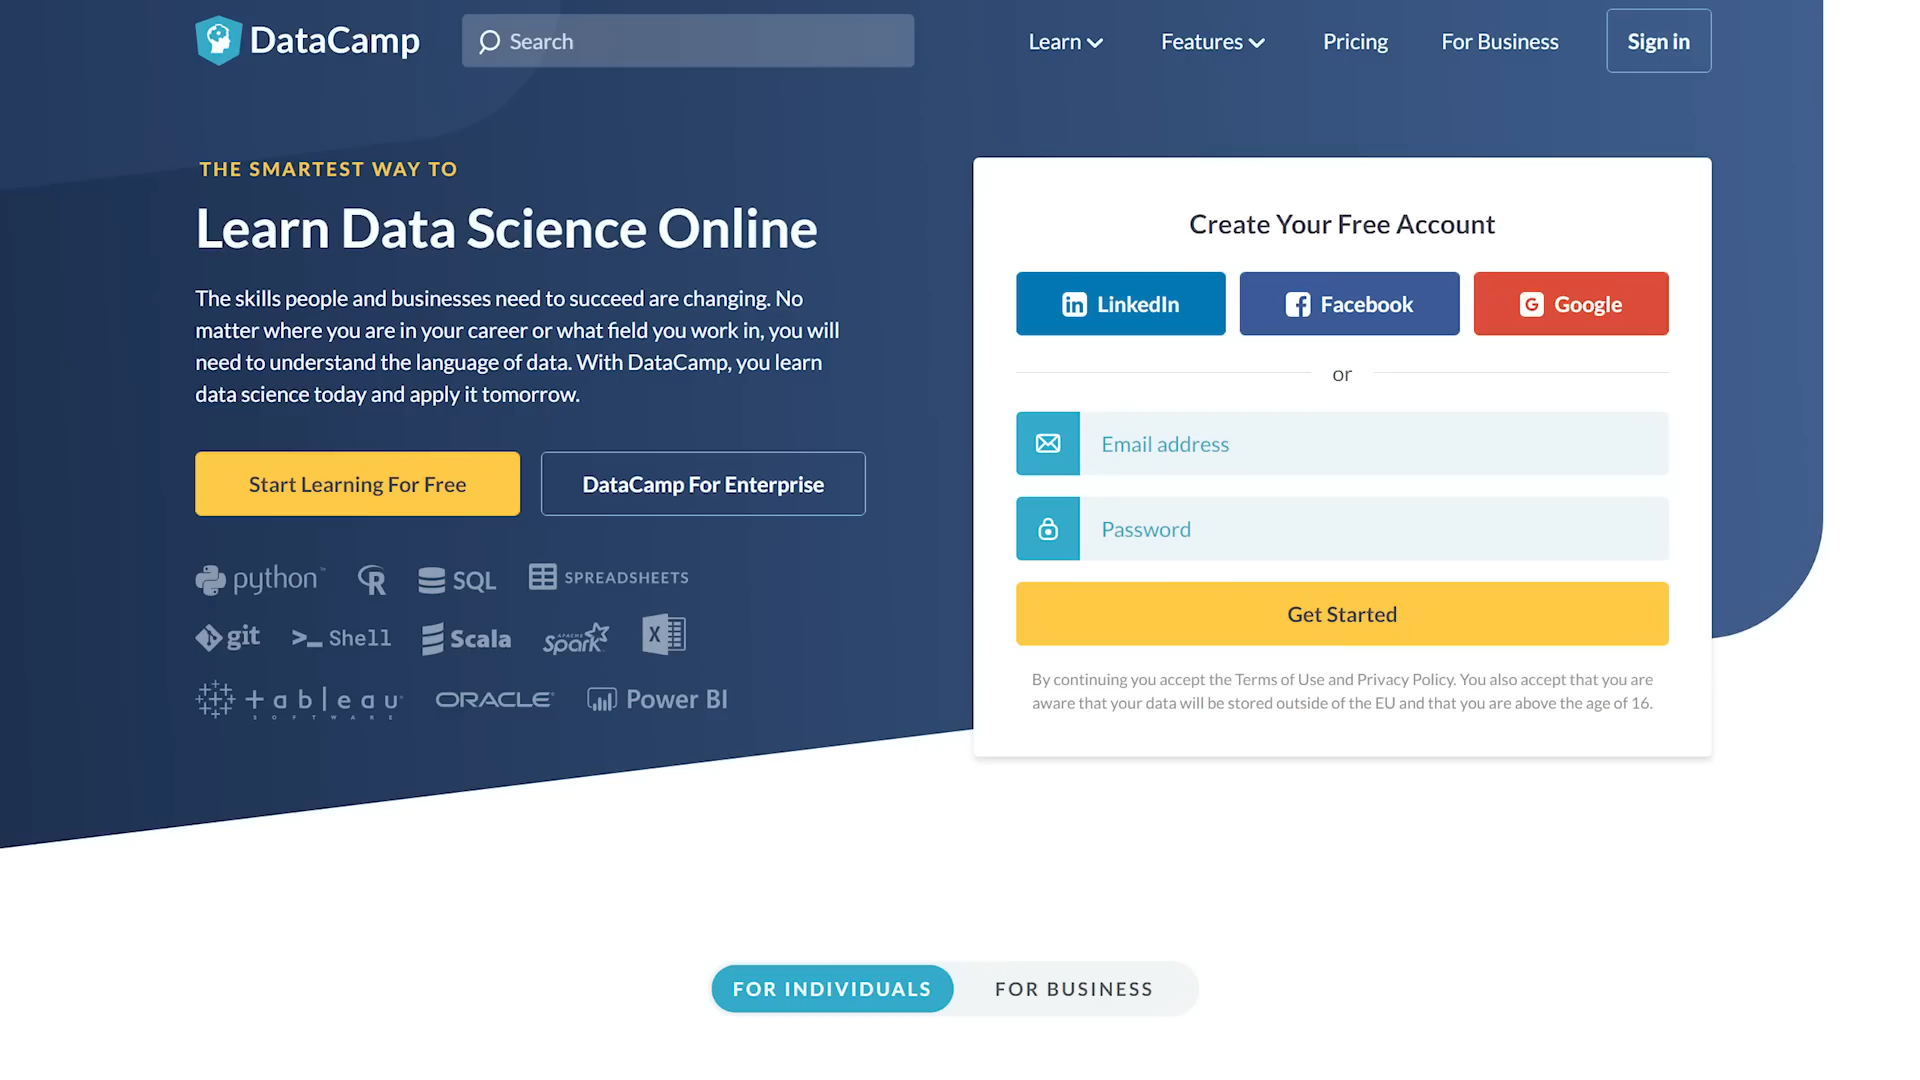 DataCamp
Search
Learn
Features
Pricing
For Business
Sign in
THE SMARTEST WAY TO
Learn Data Science Online
The skills people and businesses need to succeed are changing. No
matter where you are in your career or what field you work in, you will
need to understand the language of data. With DataCamp, you learn
data science today and apply it tomorrow.
Start Learning For Free
DataCamp For Enterprise
python™
R
SQL
SPREADSHEETS
git
>_ Shell
Scala
APACHE
Spark
X
+ableau
SOFTWARE
ORACLE
Power BI
Create Your Free Account
in LinkedIn
f Facebook
G Google
or
Email address
Password
Get Started
By continuing you accept the Terms of Use and Privacy Policy. You also accept that you are
aware that your data will be stored outside of the EU and that you are above the age of 16.
FOR INDIVIDUALS
FOR BUSINESS